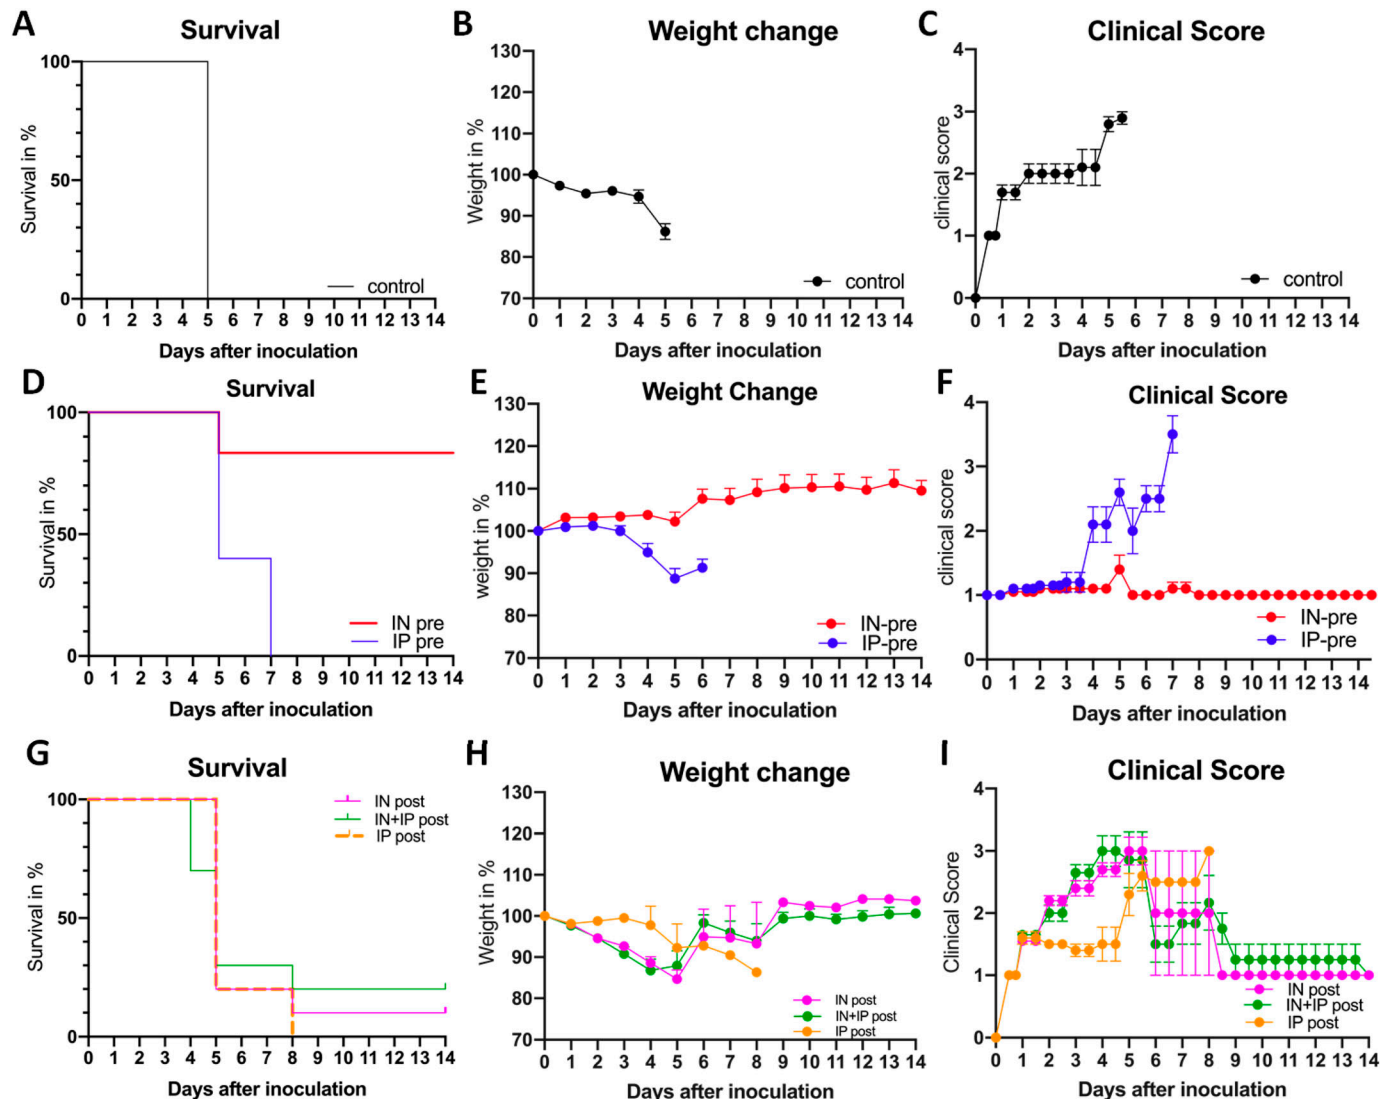 A
Survival
Survival in %
100
50
0
control
0 1 2 3 4 5 6 7 8 9 10 11 12 13 14
Days after inoculation
B
Weight change
Weight in %
130
120
110
100
90
80
70
control
0 1 2 3 4 5 6 7 8 9 10 11 12 13 14
Days after inoculation
C
Clinical Score
clinical score
4
3
2
1
0
control
0 1 2 3 4 5 6 7 8 9 10 11 12 13 14
Days after inoculation
D
Survival
Survival in %
100
50
0
IN pre
IP pre
0 1 2 3 4 5 6 7 8 9 10 11 12 13 14
Days after inoculation
E
Weight Change
weight in %
130
120
110
100
90
80
70
IN-pre
IP-pre
0 1 2 3 4 5 6 7 8 9 10 11 12 13 14
Days after inoculation
F
Clinical Score
clinical score
4
3
2
1
0
IN-pre
IP-pre
0 1 2 3 4 5 6 7 8 9 10 11 12 13 14
Days after inoculation
G
Survival
Survival in %
100
50
0
IN post
IN+IP post
IP post
0 1 2 3 4 5 6 7 8 9 10 11 12 13 14
Days after inoculation
H
Weight change
Weight in %
130
120
110
100
90
80
70
IN post
IN+IP post
IP post
0 1 2 3 4 5 6 7 8 9 10 11 12 13 14
Days after inoculation
I
Clinical Score
Clinical Score
4
3
2
1
0
IN post
IN+IP post
IP post
0 1 2 3 4 5 6 7 8 9 10 11 12 13 14
Days after inoculation